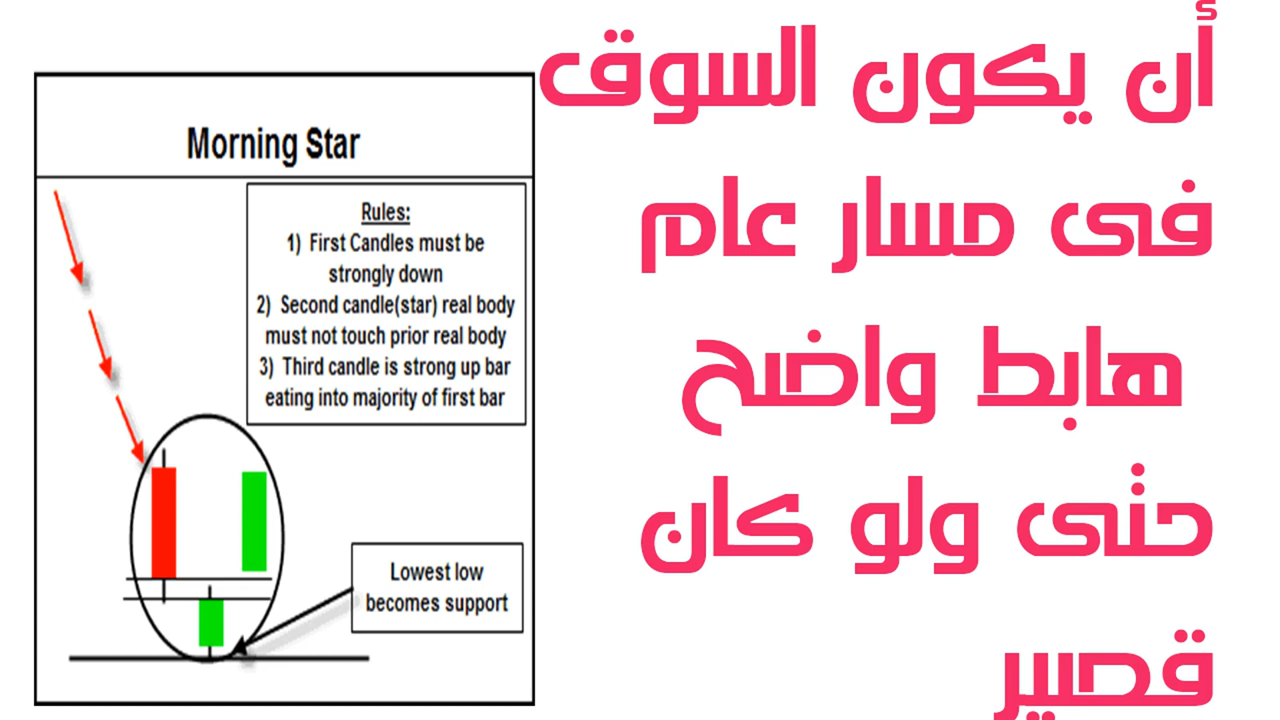 أن يكون السوق
فى مسار عام
هابط واضح
حتى ولو كان
قصير
Morning Star
Rules:
1) First Candles must be
strongly down
2) Second candle(star) real body
must not touch prior real body
3) Third candle is strong up bar
eating into majority of first bar
Lowest low
becomes support